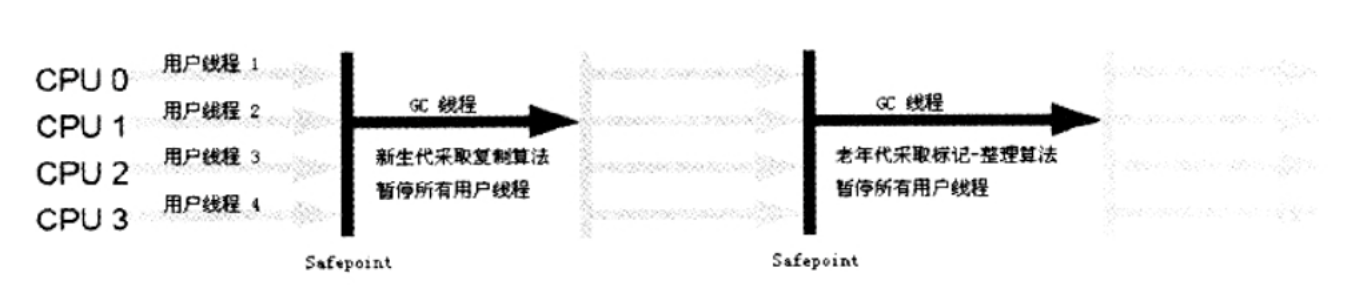 CPU 0 用户线程 1
CPU 1 用户线程 2
CPU 2 用户线程 3
CPU 3 用户线程 4
GC 线程
新生代采取复制算法
暂停所有用户线程
Safepoint
GC 线程
老年代采取标记-整理算法
暂停所有用户线程
Safepoint